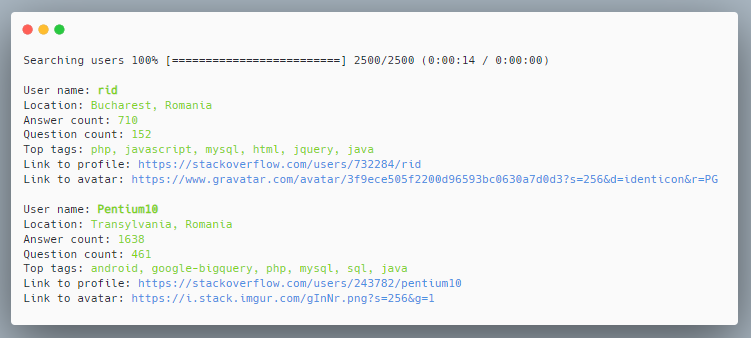 Searching users 100% [=========================] 2500/2500 (0:00:14 / 0:00:00)
User name: rid
Location: Bucharest, Romania
Answer count: 710
Question count: 152
Top tags: php, javascript, mysql, html, jquery, java
Link to profile: https://stackoverflow.com/users/732284/rid
Link to avatar: https://www.gravatar.com/avatar/3f9ece505f2200d96593bc0630a7d0d3?s=256&d=identicon&r=PG
User name: Pentium10
Location: Transylvania, Romania
Answer count: 1638
Question count: 461
Top tags: android, google-bigquery, php, mysql, sql, java
Link to profile: https://stackoverflow.com/users/243782/pentium10
Link to avatar: https://i.stack.imgur.com/gInNr.png?s=256&g=1